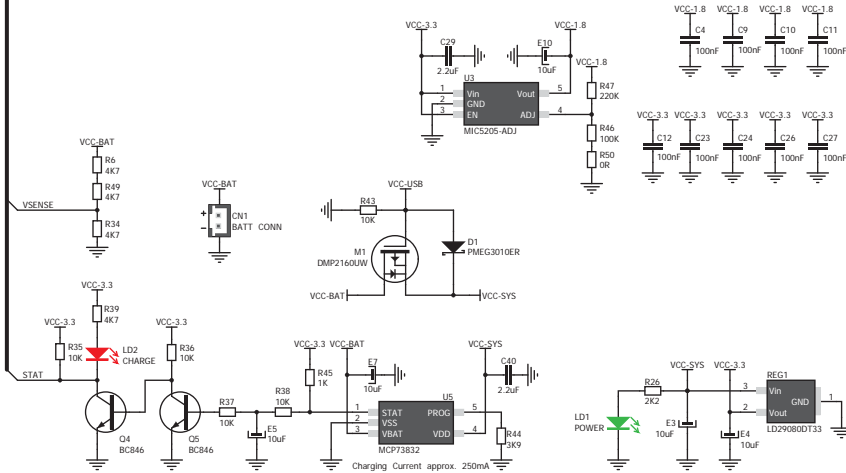 VCC-1.8 VCC-1.8 VCC-1.8 VCC-1.8
C4 C9 C10 C11
100nF 100nF 100nF 100nF
VCC-3.3 VCC-1.8
C29
2.2uF
E10
10uF
VCC-1.8
U3
1 Vin Vout 5
2 GND
3 EN ADJ 4
MIC5205-ADJ
R47
220K
R46
100K
R50
0R
VCC-3.3 VCC-3.3 VCC-3.3 VCC-3.3 VCC-3.3
C12 C23 C24 C26 C27
100nF 100nF 100nF 100nF 100nF
VCC-BAT
R6
4K7
R49
4K7
VSENSE
R34
4K7
VCC-BAT
+
CN1
BATT CONN
-
VCC-USB
R43
10K
M1
DMP2160UW
D1
PMEG3010ER
VCC-BAT VCC-SYS
VCC-3.3
R39
4K7
VCC-3.3 VCC-3.3
R35
10K
LD2
CHARGE
R36
10K
STAT
Q4
BC846
Q5
BC846
R37
10K
E5
10uF
R38
10K
VCC-3.3 VCC-BAT VCC-SYS
R45
1K
E7
10uF
C40
2.2uF
U5
1 STAT PROG 5
2 VSS
3 VBAT VDD 4
MCP73832
R44
3K9
Charging Current approx. 250mA
VCC-SYS VCC-3.3
R26
2K2
LD1
POWER
E3
10uF
E4
10uF
REG1
3 Vin
GND 1
2 Vout
LD29080DT33